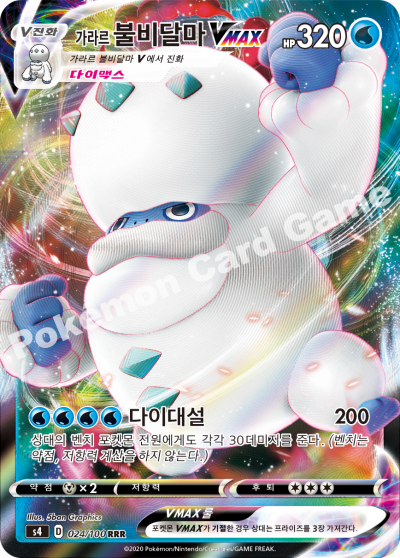 V진화
가라르 불비달마 VMAX
HP 320
가라르 불비달마 V에서 진화
다이맥스
Pokémon Card Game
다이대설 200
상대의 벤치 포켓몬 전원에게도 각각 30데미지를 준다. (벤치는
약점, 저항력 계산을 하지 않는다.)
약점 ×2 저항력 후퇴
Illus. 5ban Graphics
s4 D 024/100 RRR
VMAX 룰
포켓몬 VMAX가 기절한 경우 상대는 프라이즈를 3장 가져간다.
©2020 Pokémon/Nintendo/Creatures/GAME FREAK.